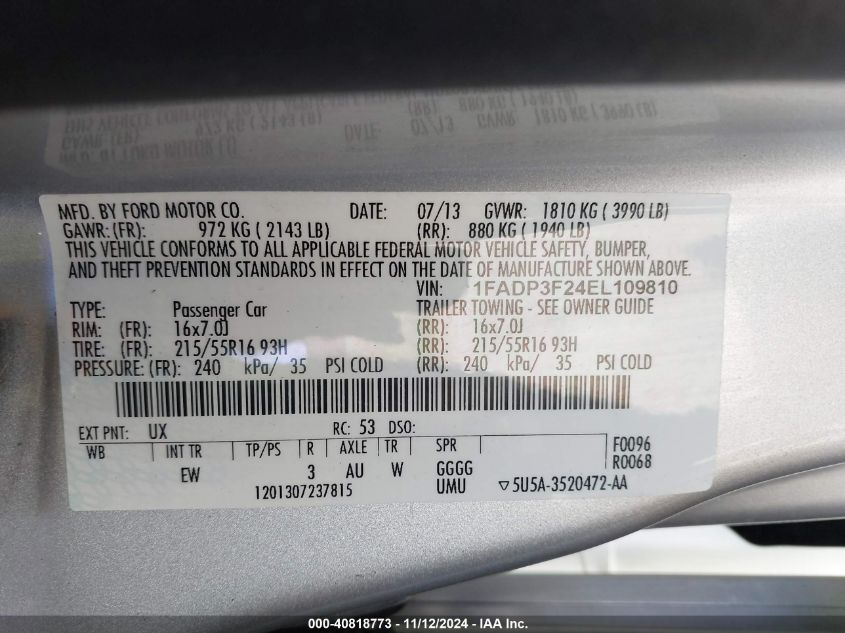 MFD. BY FORD MOTOR CO. DATE: 07/13 GVWR: 1810 KG ( 3990 LB)
GAWR: (FR): 972 KG ( 2143 LB) (RR): 880 KG ( 1940 LB)
THIS VEHICLE CONFORMS TO ALL APPLICABLE FEDERAL MOTOR VEHICLE SAFETY, BUMPER,
AND THEFT PREVENTION STANDARDS IN EFFECT ON THE DATE OF MANUFACTURE SHOWN ABOVE.
VIN: 1FADP3F24EL109810
TYPE: Passenger Car TRAILER TOWING - SEE OWNER GUIDE
RIM: (FR): 16x7.0J (RR): 16x7.0J
TIRE: (FR): 215/55R16 93H (RR): 215/55R16 93H
PRESSURE: (FR): 240 kPa/ 35 PSI COLD (RR): 240 kPa/ 35 PSI COLD
EXT PNT: UX RC: 53 DSO:
WB INT TR TP/PS R AXLE TR SPR F0096
R0068
EW 3 AU W GGGG
1201307237815 UMU ▽5U5A-3520472-AA
000-40818773 - 11/12/2024 - IAA Inc.